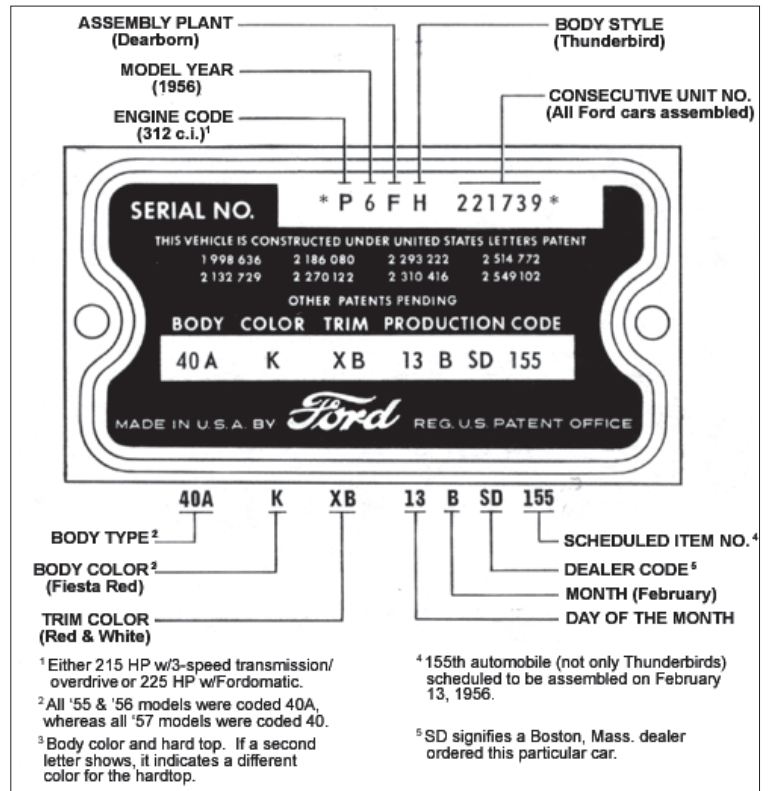 ASSEMBLY PLANT
(Dearborn)
BODY STYLE
(Thunderbird)
MODEL YEAR
(1956)
CONSECUTIVE UNIT NO.
(All Ford cars assembled)
ENGINE CODE
(312 c.i.)¹
SERIAL NO. * P 6 F H 221739 *
THIS VEHICLE IS CONSTRUCTED UNDER UNITED STATES LETTERS PATENT
1 998 636 2 186 080 2 293 222 2 514 772
2 132 729 2 270 122 2 310 416 2 549 102
OTHER PATENTS PENDING
BODY COLOR TRIM PRODUCTION CODE
40A K XB 13 B SD 155
MADE IN U.S.A. BY Ford REG. U.S. PATENT OFFICE
40A K XB 13 B SD 155
BODY TYPE²
SCHEDULED ITEM NO.⁴
BODY COLOR³
(Fiesta Red)
DEALER CODE⁵
MONTH (February)
TRIM COLOR
(Red & White)
DAY OF THE MONTH
¹ Either 215 HP w/3-speed transmission/
overdrive or 225 HP w/Fordomatic.
² All '55 & '56 models were coded 40A,
whereas all '57 models were coded 40.
³ Body color and hard top. If a second
letter shows, it indicates a different
color for the hardtop.
⁴ 155th automobile (not only Thunderbirds)
scheduled to be assembled on February
13, 1956.
⁵ SD signifies a Boston, Mass. dealer
ordered this particular car.